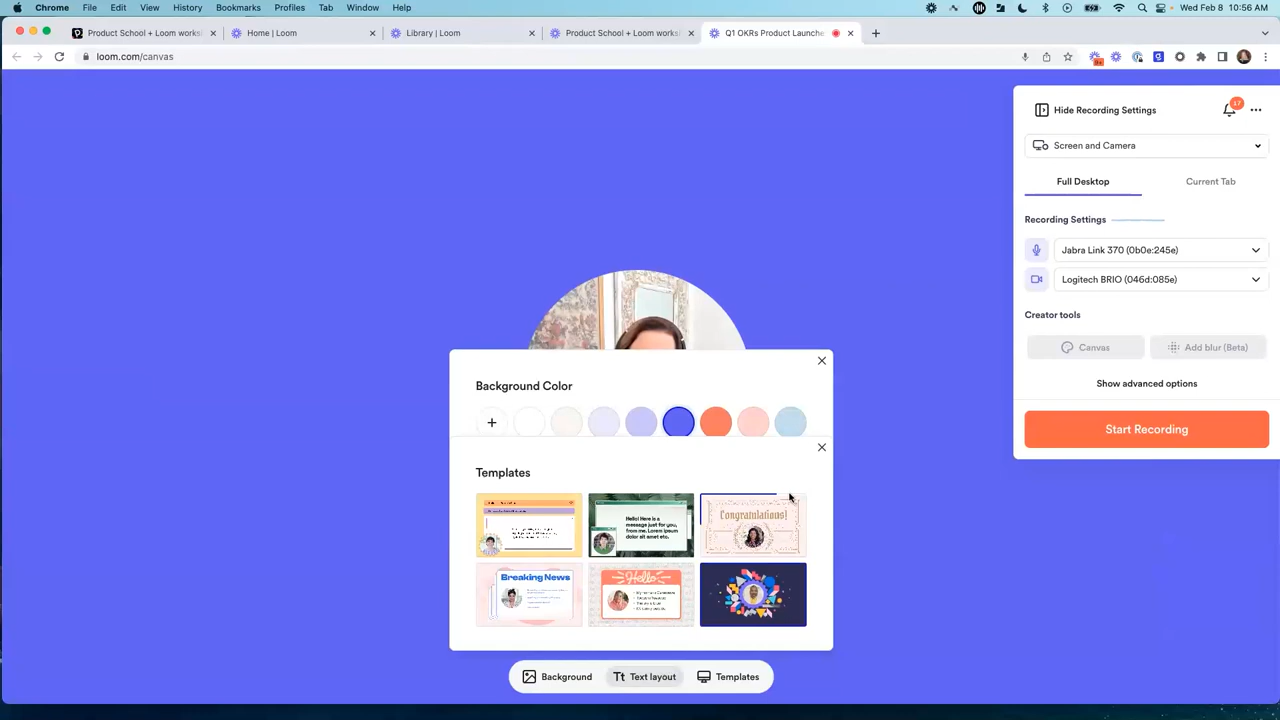 Chrome File Edit View History Bookmarks Profiles Tab Window Help Wed Feb 8 10:56 AM
Product School + Loom works Home | Loom Library | Loom Product School + Loom works Q1 OKRs Product Launche
loom.com/canvas
Hide Recording Settings 17
Screen and Camera
Full Desktop Current Tab
Recording Settings
Jabra Link 370 (0b0e:245e)
Logitech BRIO (046d:085e)
Creator tools
Canvas Add blur (Beta)
Show advanced options
Start Recording
Background Color
Templates
Hello! Here is a
message just for you,
from me. Lorem ipsum
dolor sit amet etc.
Congratulations!
Breaking News
Hello
Background Tt Text layout Templates